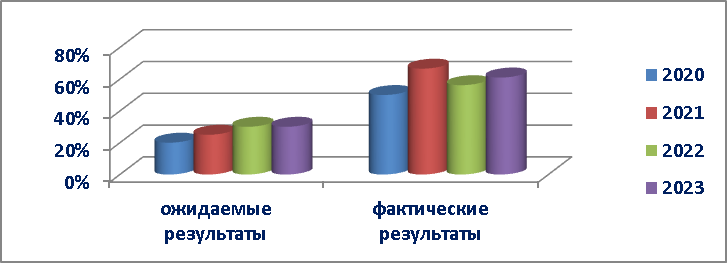 80%
60%
40%
20%
0%
ожидаемые
результаты
фактические
результаты
2020
2021
2022
2023